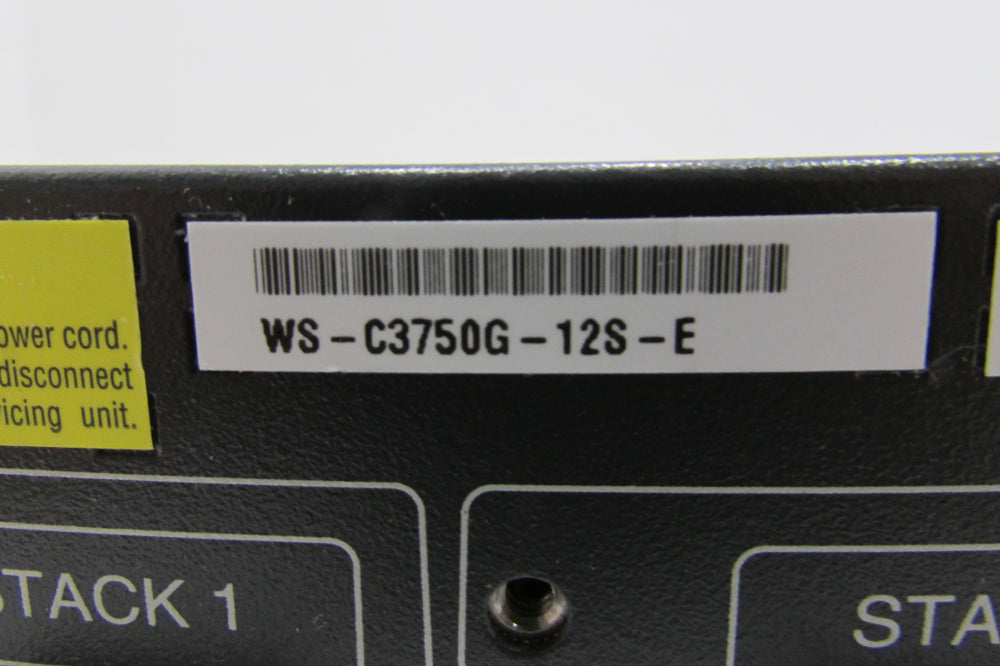 ower cord.
disconnect
vicing unit.
WS-C3750G-12S-E
STACK 1
STA